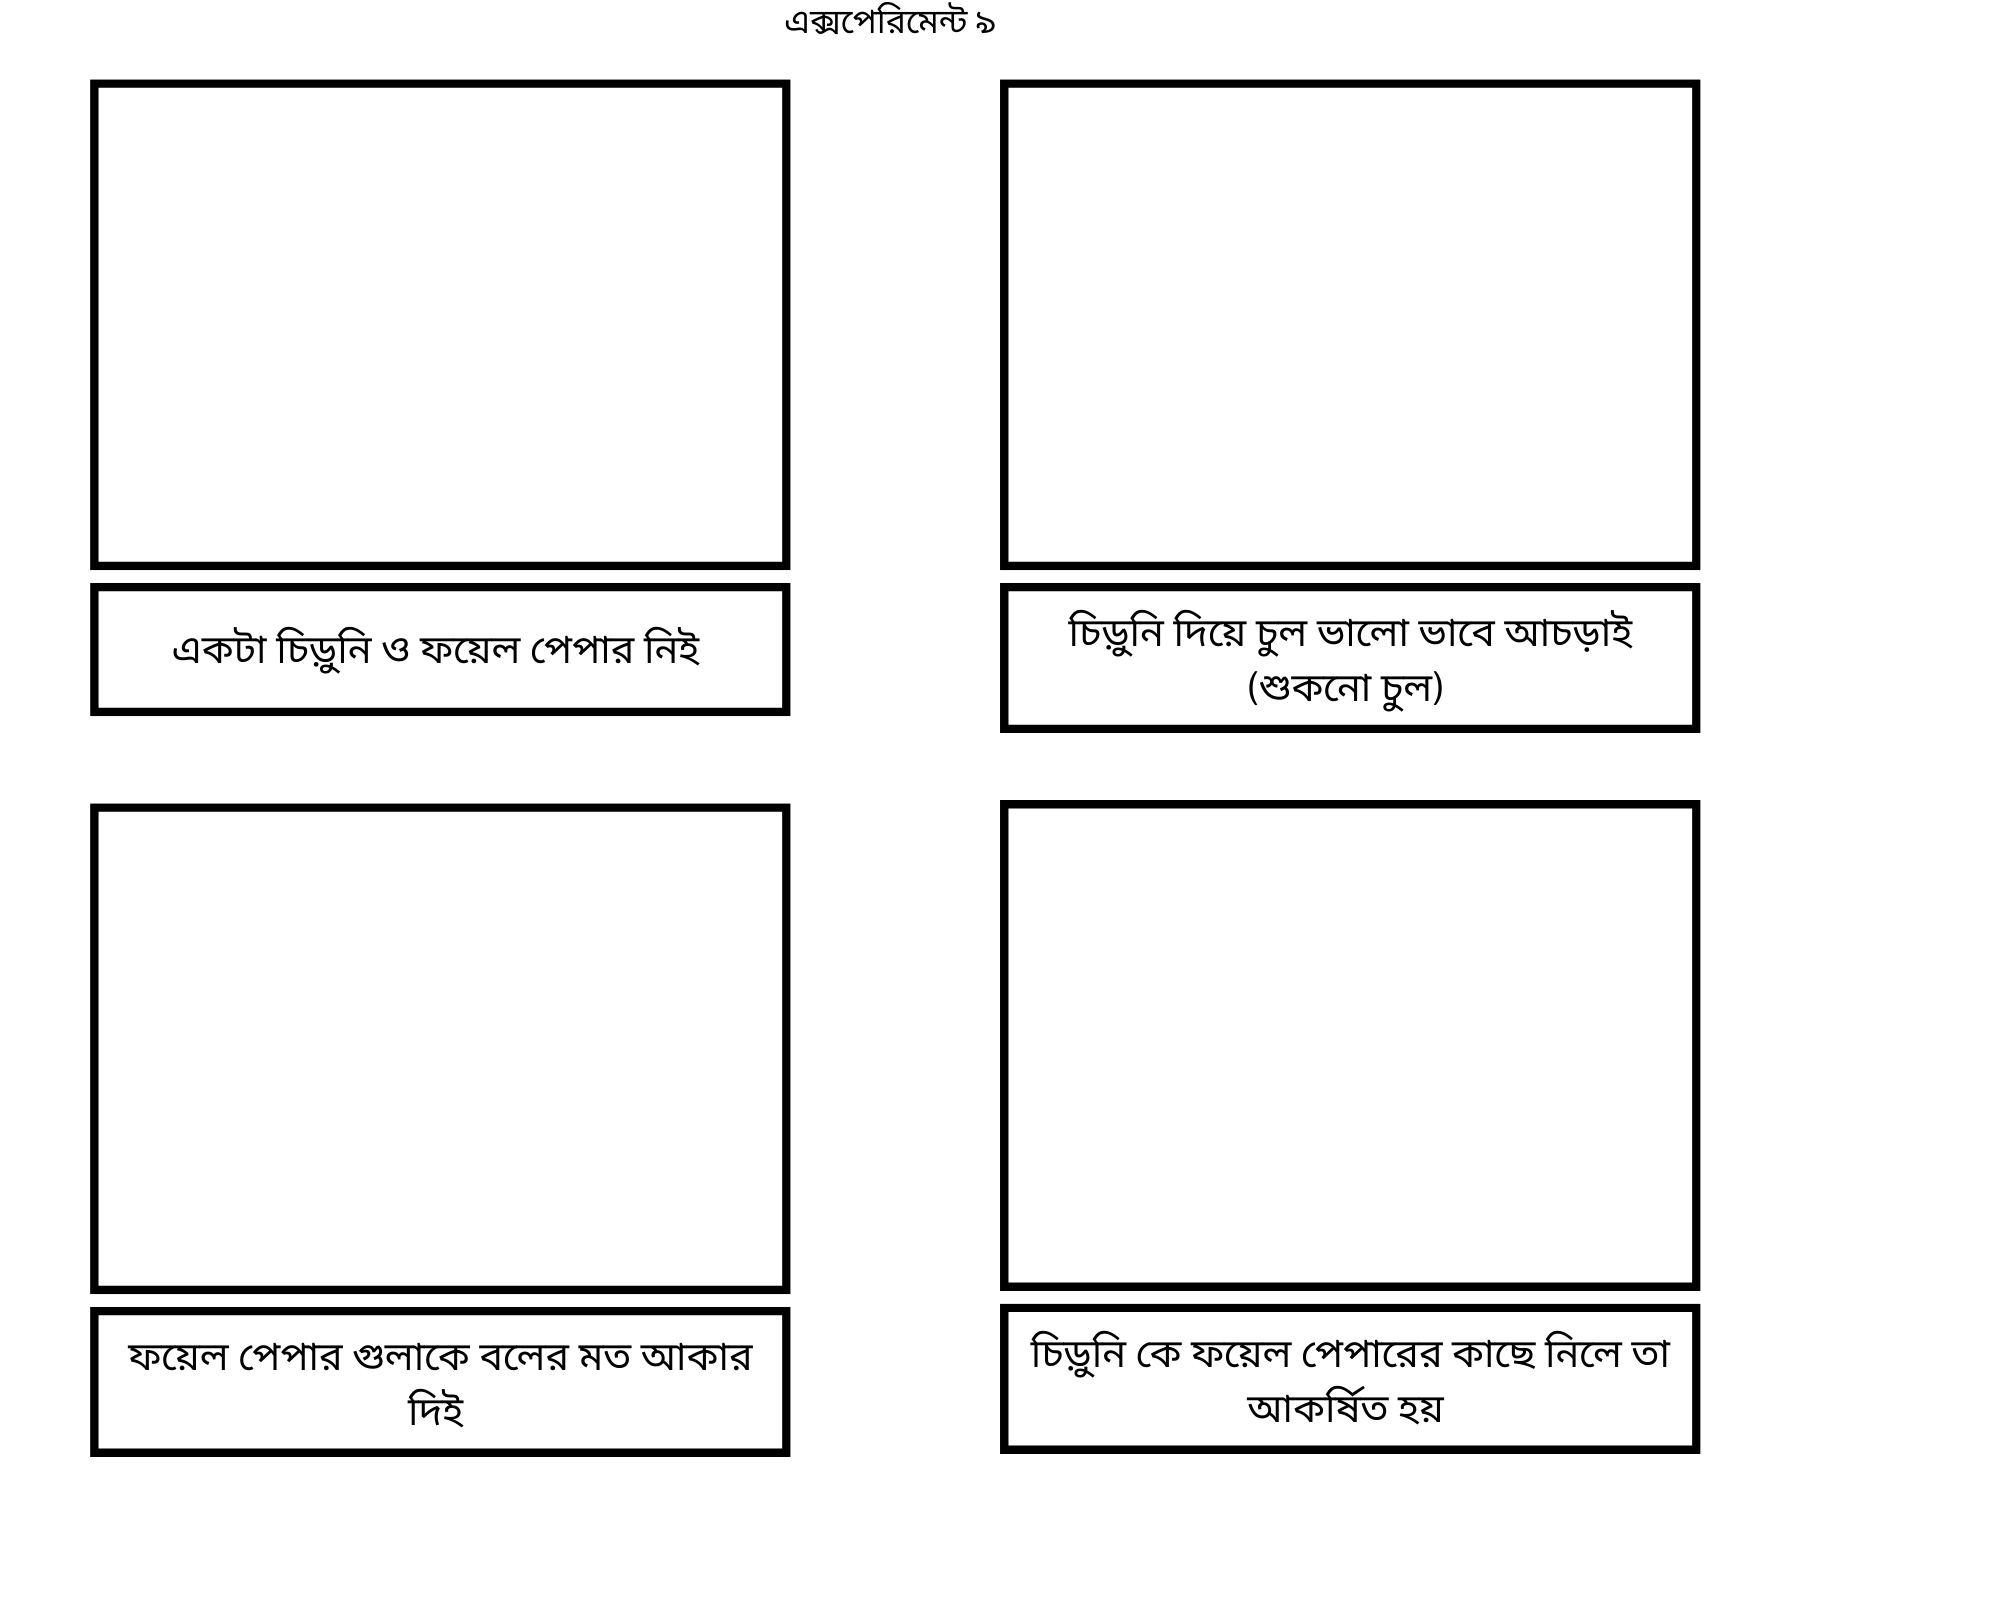 এক্সপেরিমেন্ট ৯
একটা চিড়ুনি ও ফয়েল পেপার নিই
চিড়ুনি দিয়ে চুল ভালো ভাবে আচড়াই
(শুকনো চুল)
ফয়েল পেপার গুলাকে বলের মত আকার
দিই
চিড়ুনি কে ফয়েল পেপারের কাছে নিলে তা
আকর্ষিত হয়